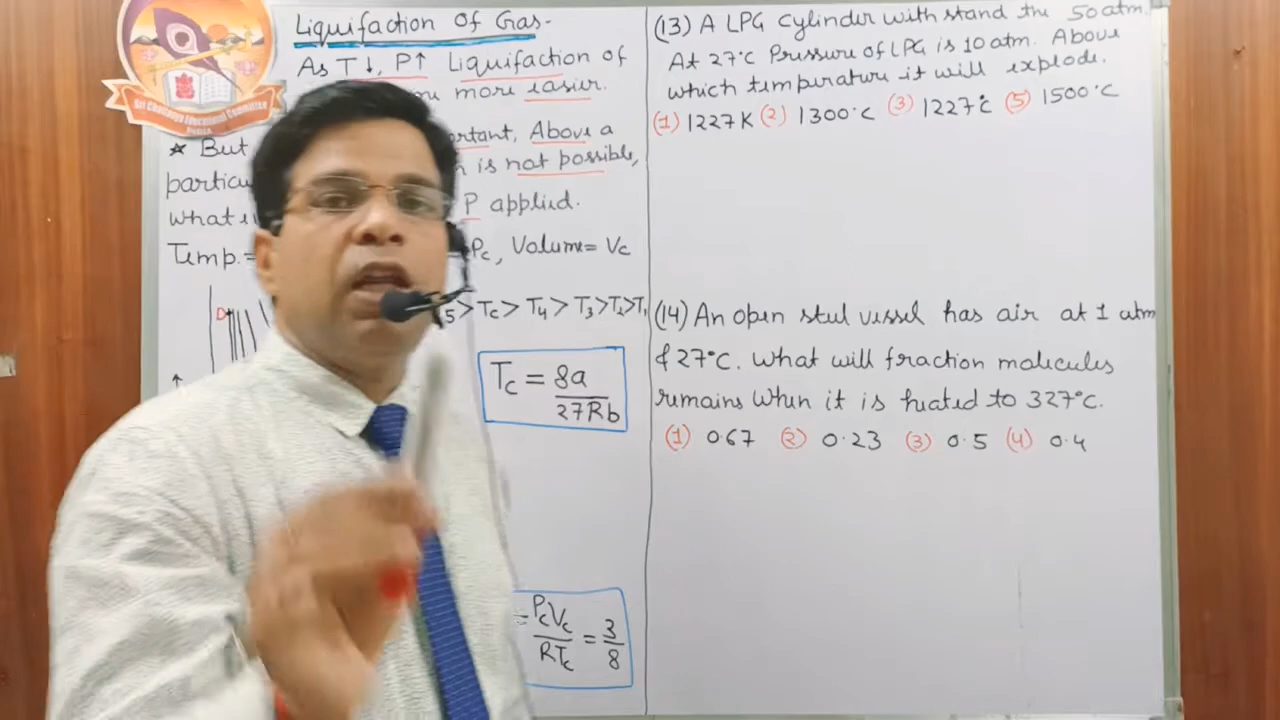 Sri Chaitanya Educational Committee
Liquifaction of Gas-
As T↓, P↑ Liquifaction of
more easier.
* But
ortant, Above a
particu
n is not possible,
what
P applied.
Temp. =
Pc, Volume = Vc
D
5 > Tc > T4 > T3 > T2 > T1
Tc = 8a / 27Rb
= PcVc / RTc = 3 / 8
(13) A LPG Cylinder with stand the 50 atm.
At 27°C Pressure of LPG is 10 atm. Above
which temperature it will explode.
(1) 1227K (2) 1300°C (3) 1227°C (5) 1500°C
(14) An open steel vessel has air at 1 atm
& 27°C. What will fraction molecules
remains when it is heated to 327°C.
(1) 0.67 (2) 0.23 (3) 0.5 (4) 0.4